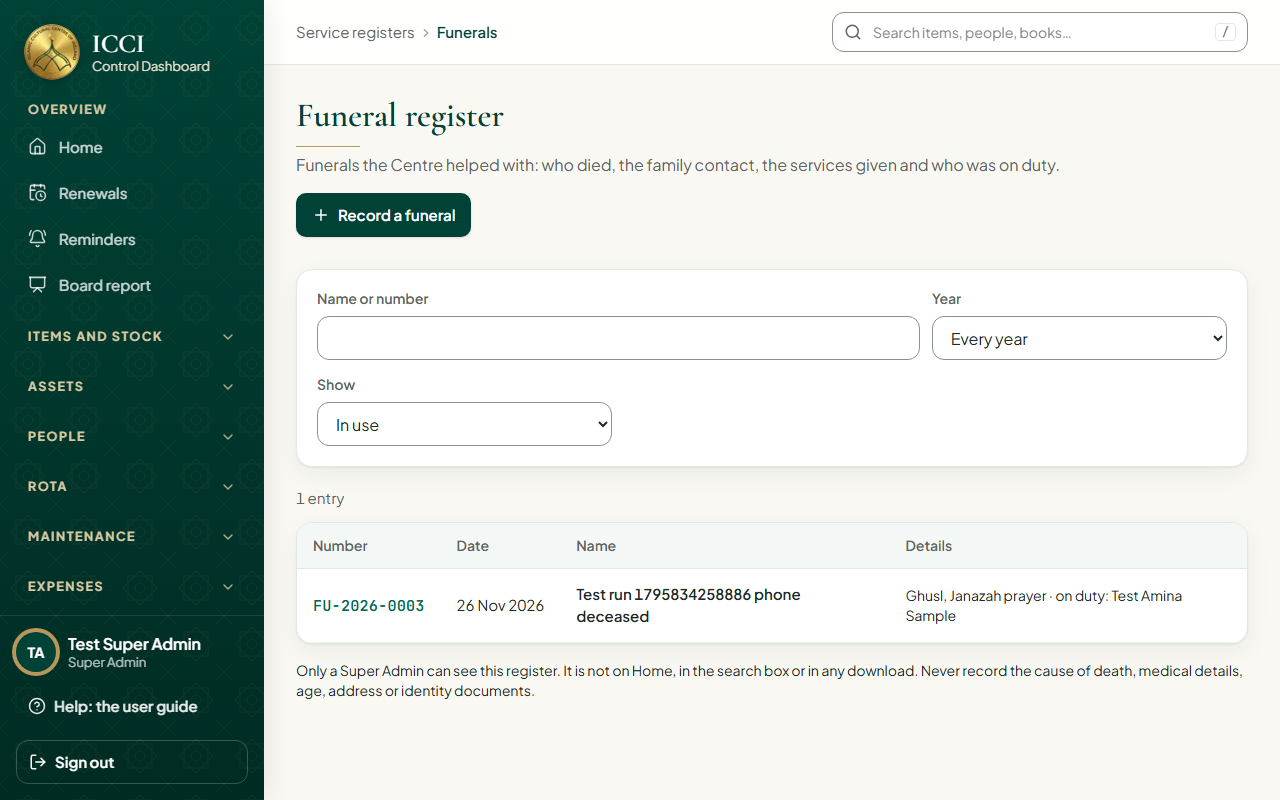 ICCI
Control Dashboard
OVERVIEW
Home
Renewals
Reminders
Board report
ITEMS AND STOCK
ASSETS
PEOPLE
ROTA
MAINTENANCE
EXPENSES
TA
Test Super Admin
Super Admin
Help: the user guide
Sign out
Service registers > Funerals
Search items, people, books...
/
Funeral register
Funerals the Centre helped with: who died, the family contact, the services given and who was on duty.
+ Record a funeral
Name or number
Year
Every year
Show
In use
1 entry
Number Date Name Details
FU-2026-0003 26 Nov 2026 Test run 1795834258886 phone deceased Ghusl, Janazah prayer · on duty: Test Amina Sample
Only a Super Admin can see this register. It is not on Home, in the search box or in any download. Never record the cause of death, medical details,
age, address or identity documents.